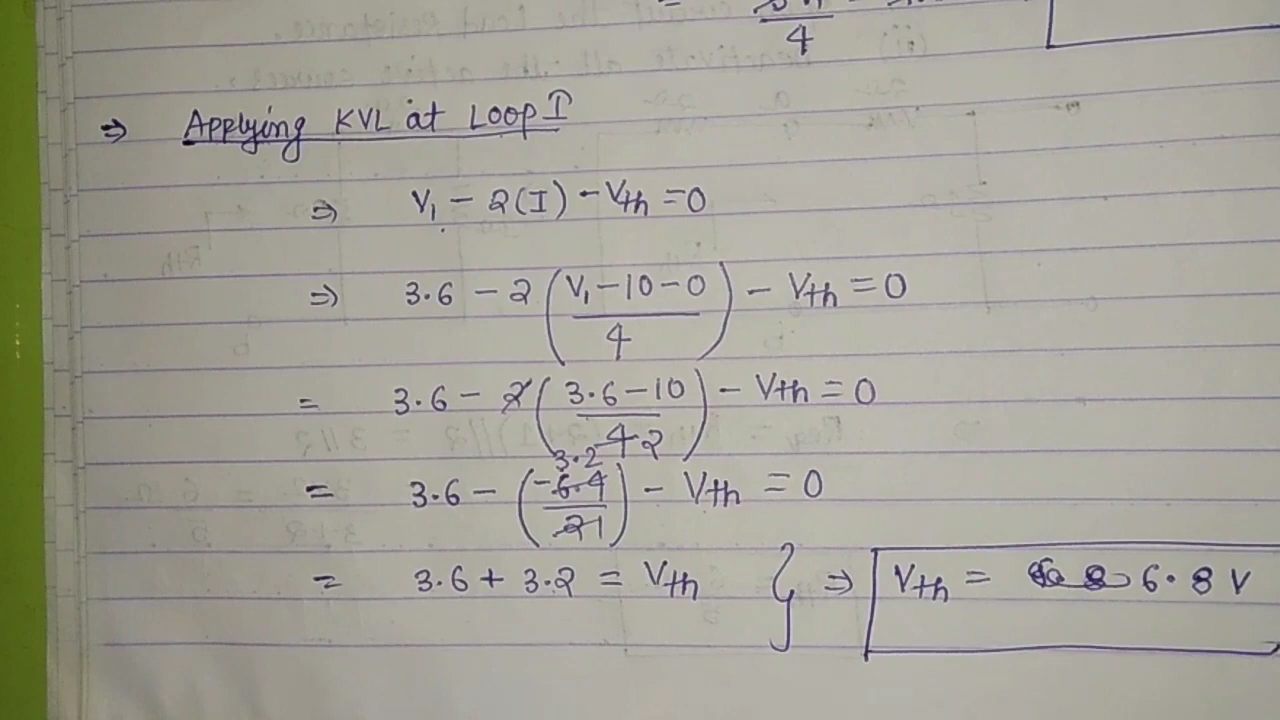 4
⇒ Applying KVL at Loop I
⇒ V₁ − 2(I) − Vth = 0
⇒ 3.6 − 2 (V₁ − 10 − 0 / 4) − Vth = 0
= 3.6 − 2 (3.6 − 10 / 4 2) − Vth = 0
= 3.6 − (−6.4 3.2 / 2 1) − Vth = 0
= 3.6 + 3.2 = Vth } ⇒ Vth = 6.8 V